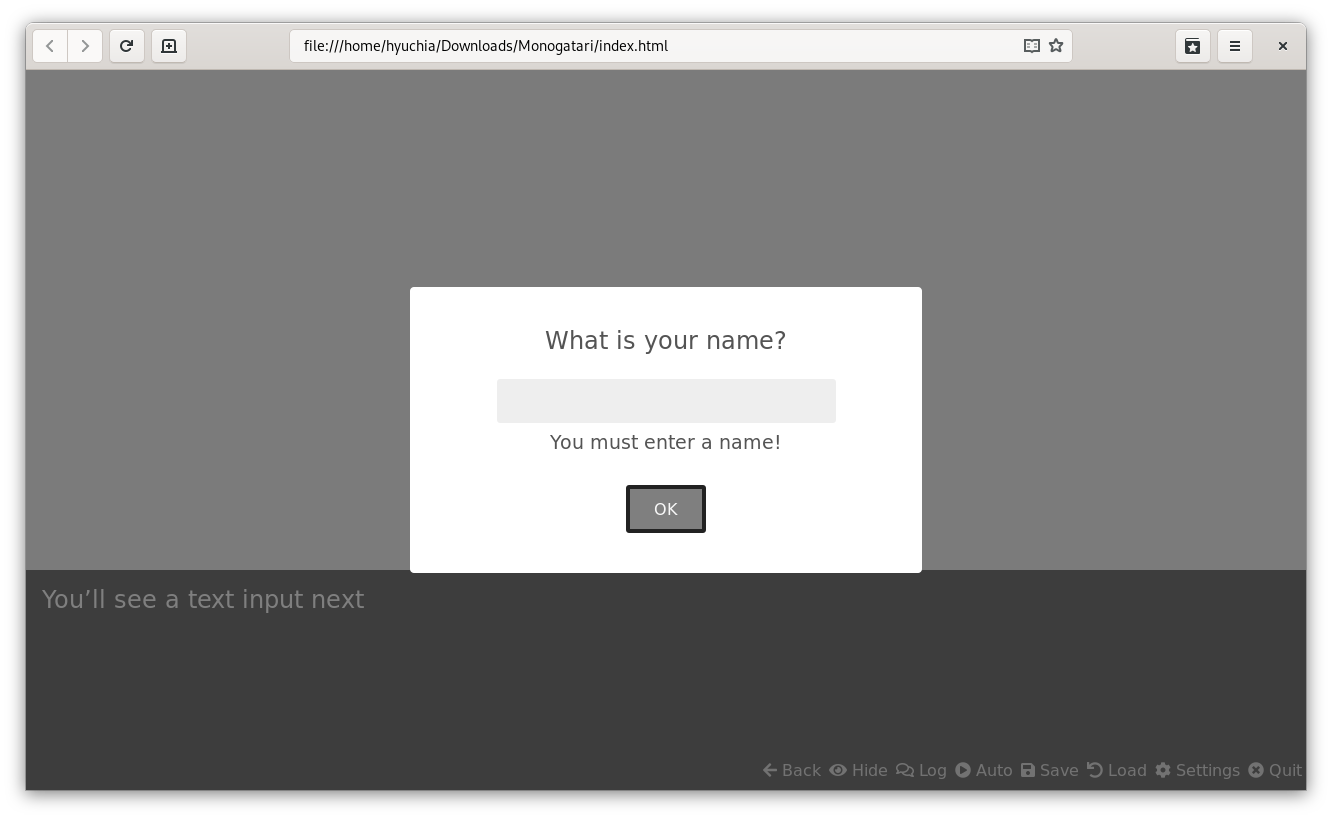 file:///home/hyuchia/Downloads/Monogatari/index.html
What is your name?
You must enter a name!
OK
You’ll see a text input next
Back Hide Log Auto Save Load Settings Quit